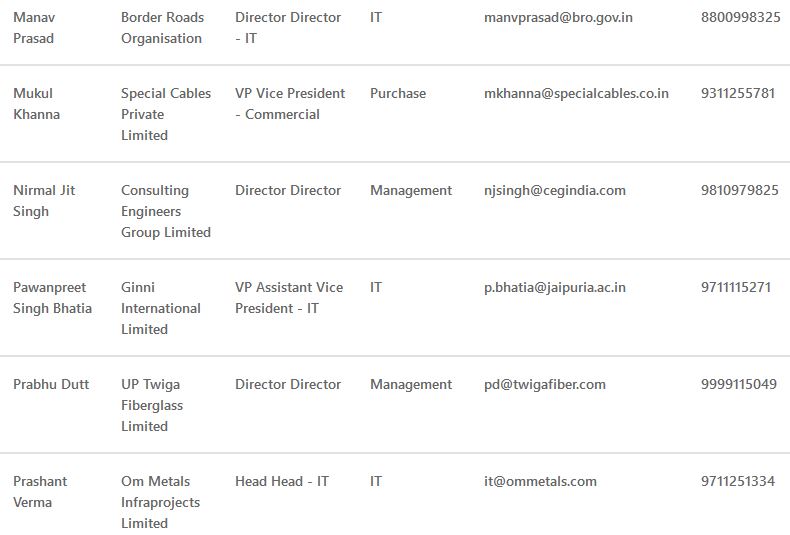 Manav Border Roads Director Director IT manvprasad@bro.gov.in 8800998325
Prasad Organisation - IT
Mukul Special Cables VP Vice President Purchase mkhanna@specialcables.co.in 9311255781
Khanna Private - Commercial
Limited
Nirmal Jit Consulting Director Director Management njsingh@cegindia.com 9810979825
Singh Engineers
Group Limited
Pawanpreet Ginni VP Assistant Vice IT p.bhatia@jaipuria.ac.in 9711115271
Singh Bhatia International President - IT
Limited
Prabhu Dutt UP Twiga Director Director Management pd@twigafiber.com 9999115049
Fiberglass
Limited
Prashant Om Metals Head Head - IT IT it@ommetals.com 9711251334
Verma Infraprojects
Limited